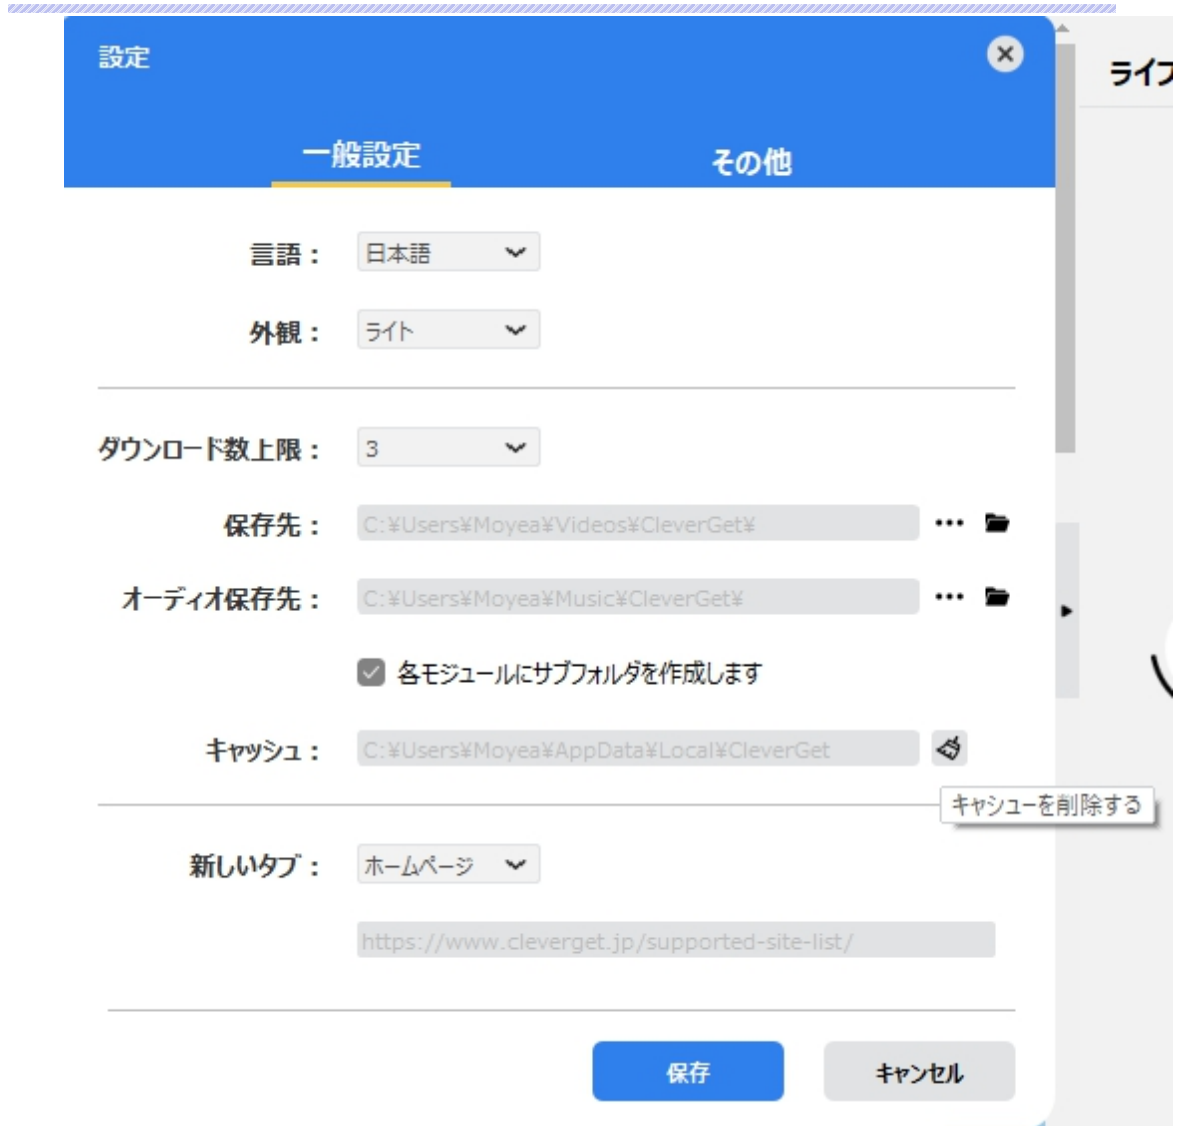 設定
ライフ
一般設定
その他
言語：
日本語
外観：
ライト
ダウンロード数上限：
3
保存先：
C:¥Users¥Moyea¥Videos¥CleverGet¥
オーディオ保存先：
C:¥Users¥Moyea¥Music¥CleverGet¥
各モジュールにサブフォルダを作成します
キャッシュ：
C:¥Users¥Moyea¥AppData¥Local¥CleverGet
キャシューを削除する
新しいタブ：
ホームページ
https://www.cleverget.jp/supported-site-list/
保存
キャンセル